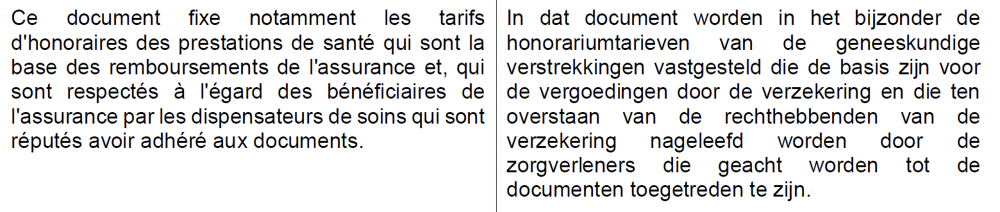 Ce document fixe notamment les tarifs
d'honoraires des prestations de santé qui sont la
base des remboursements de l'assurance et, qui
sont respectés à l'égard des bénéficiaires de
l'assurance par les dispensateurs de soins qui sont
réputés avoir adhéré aux documents.
In dat document worden in het bijzonder de
honorariumtarieven van de geneeskundige
verstrekkingen vastgesteld die de basis zijn voor
de vergoedingen door de verzekering en die ten
overstaan van de rechthebbenden van de
verzekering nageleefd worden door de
zorgverleners die geacht worden tot de
documenten toegetreden te zijn.